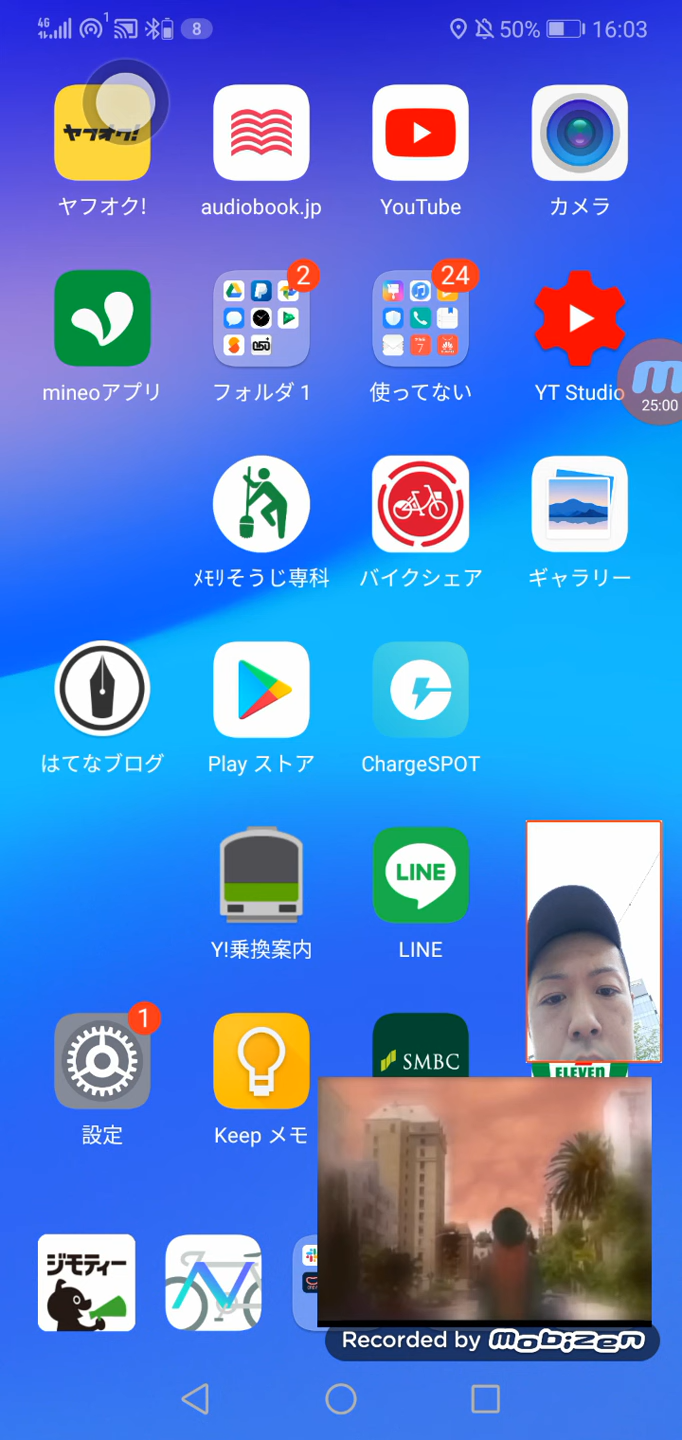 4G 1 8 50% 16:03
ヤフオク!
ヤフオク! audiobook.jp YouTube カメラ
2 24
mineoアプリ フォルダ 1 使ってない YT Studio
25:00
ﾒﾓﾘそうじ専科 バイクシェア ギャラリー
はてなブログ Play ストア ChargeSPOT
LINE
Y!乗換案内 LINE
1
SMBC
ELEVEN
設定 Keep メモ
ジモティー
Recorded by mobizen